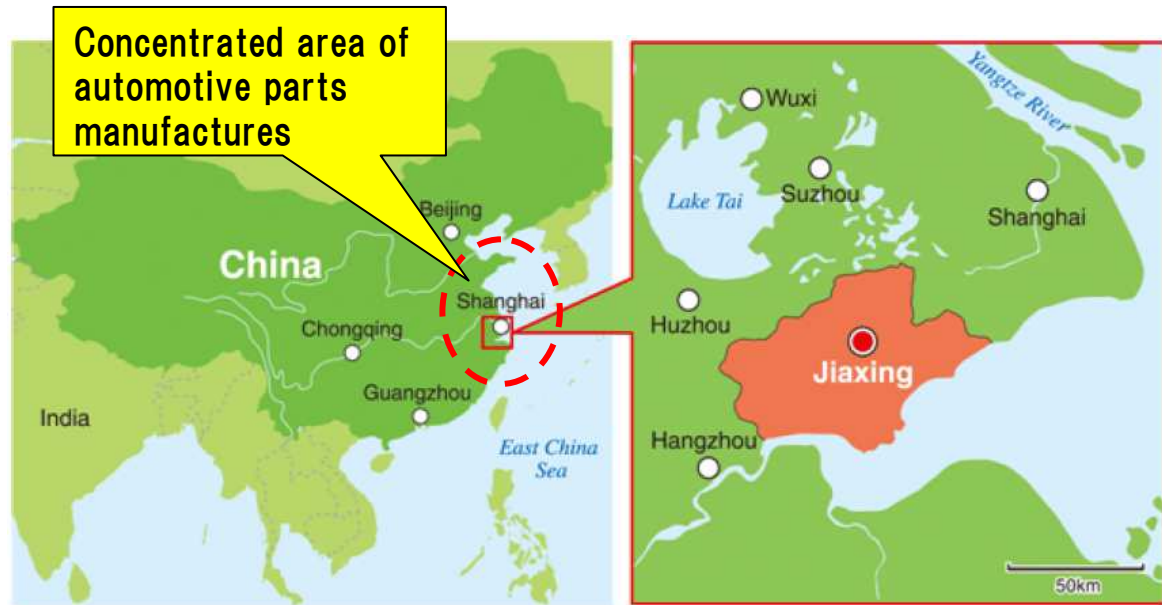 Concentrated area of
automotive parts
manufactures
Beijing
China
Shanghai
Chongqing
Guangzhou
India
East China
Sea
Yangtze River
Wuxi
Suzhou
Lake Tai
Shanghai
Huzhou
Jiaxing
Hangzhou
50km